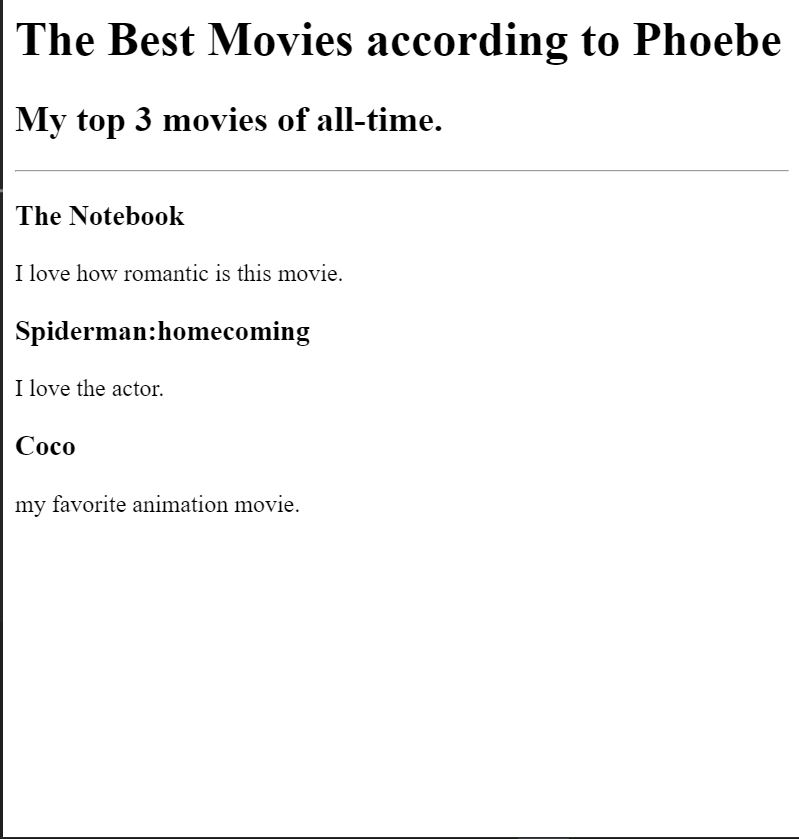 The Best Movies according to Phoebe
My top 3 movies of all-time.
The Notebook
I love how romantic is this movie.
Spiderman:homecoming
I love the actor.
Coco
my favorite animation movie.